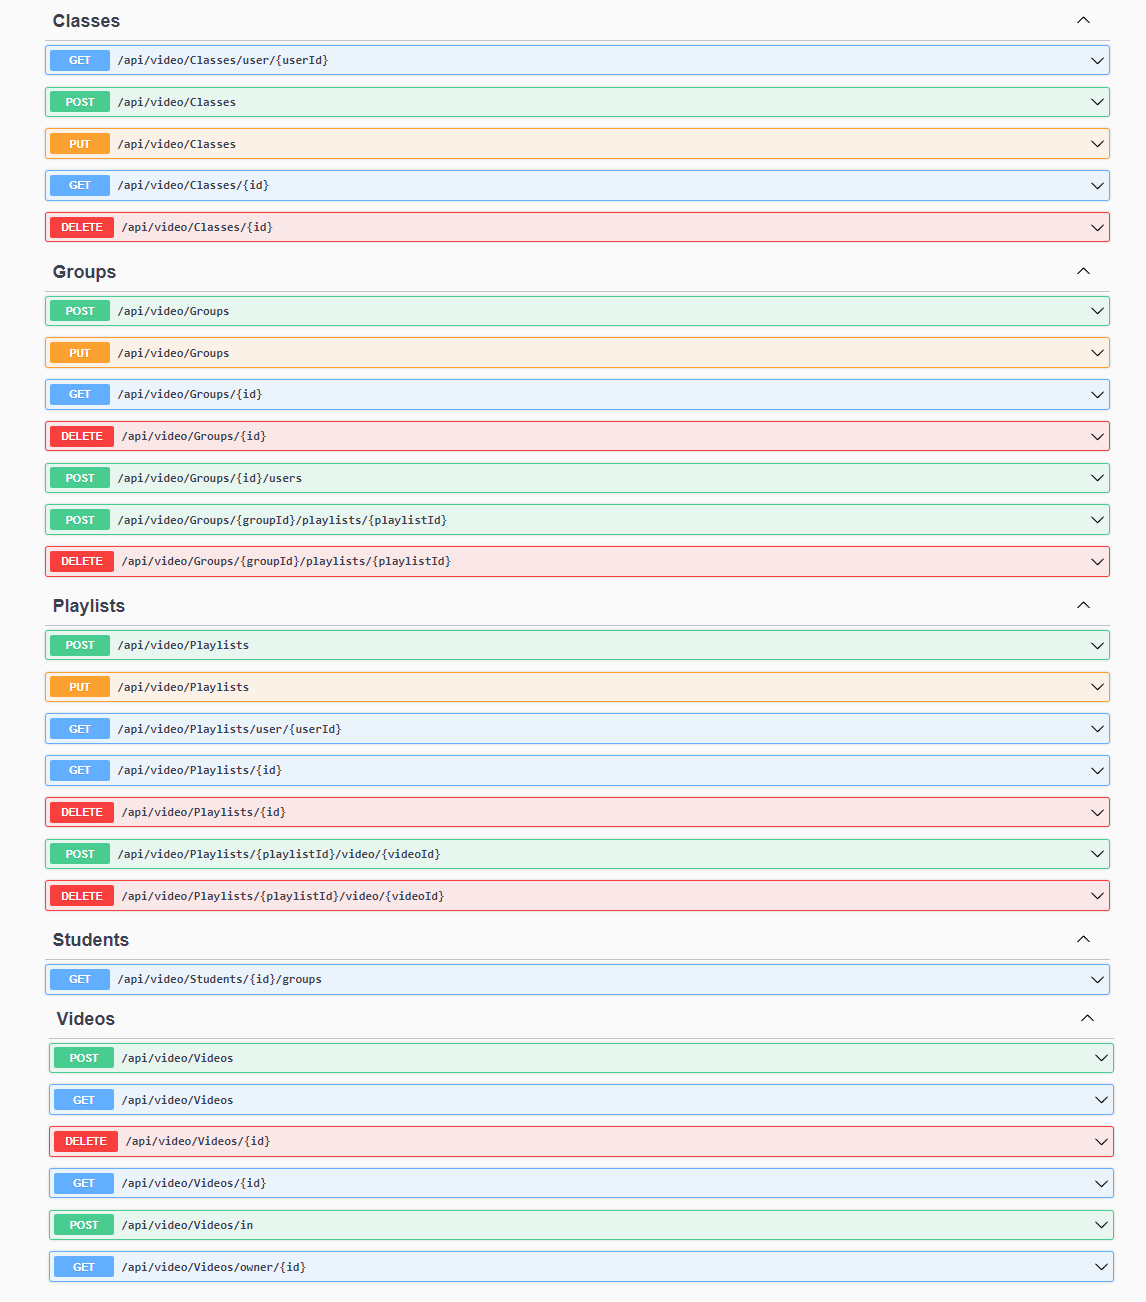 Classes
GET /api/video/Classes/user/{userId}
POST /api/video/Classes
PUT /api/video/Classes
GET /api/video/Classes/{id}
DELETE /api/video/Classes/{id}
Groups
POST /api/video/Groups
PUT /api/video/Groups
GET /api/video/Groups/{id}
DELETE /api/video/Groups/{id}
POST /api/video/Groups/{id}/users
POST /api/video/Groups/{groupId}/playlists/{playlistId}
DELETE /api/video/Groups/{groupId}/playlists/{playlistId}
Playlists
POST /api/video/Playlists
PUT /api/video/Playlists
GET /api/video/Playlists/user/{userId}
GET /api/video/Playlists/{id}
DELETE /api/video/Playlists/{id}
POST /api/video/Playlists/{playlistId}/video/{videoId}
DELETE /api/video/Playlists/{playlistId}/video/{videoId}
Students
GET /api/video/Students/{id}/groups
Videos
POST /api/video/Videos
GET /api/video/Videos
DELETE /api/video/Videos/{id}
GET /api/video/Videos/{id}
POST /api/video/Videos/in
GET /api/video/Videos/owner/{id}